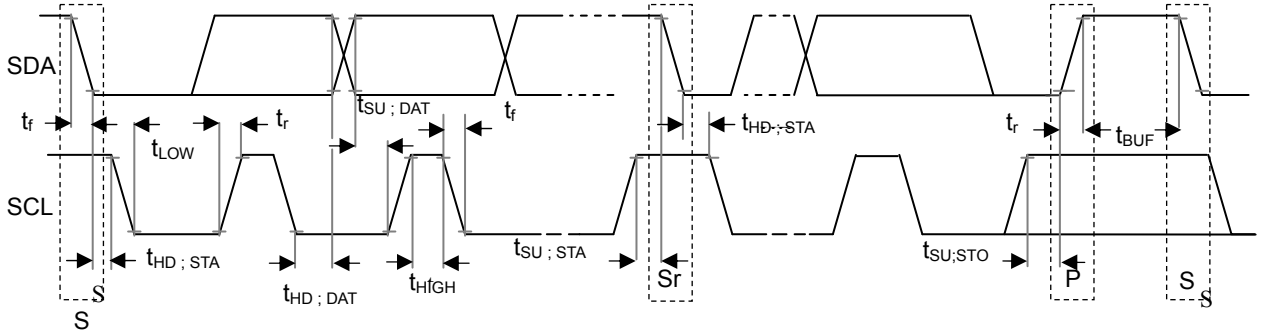 SDA
t_SU ; DAT
t_f t_r t_f t_HD ; STA t_r
t_LOW t_BUF
SCL
t_HD ; STA t_SU ; STA t_SU;STO
t_HD ; DAT t_HIGH Sr P S
S S
S